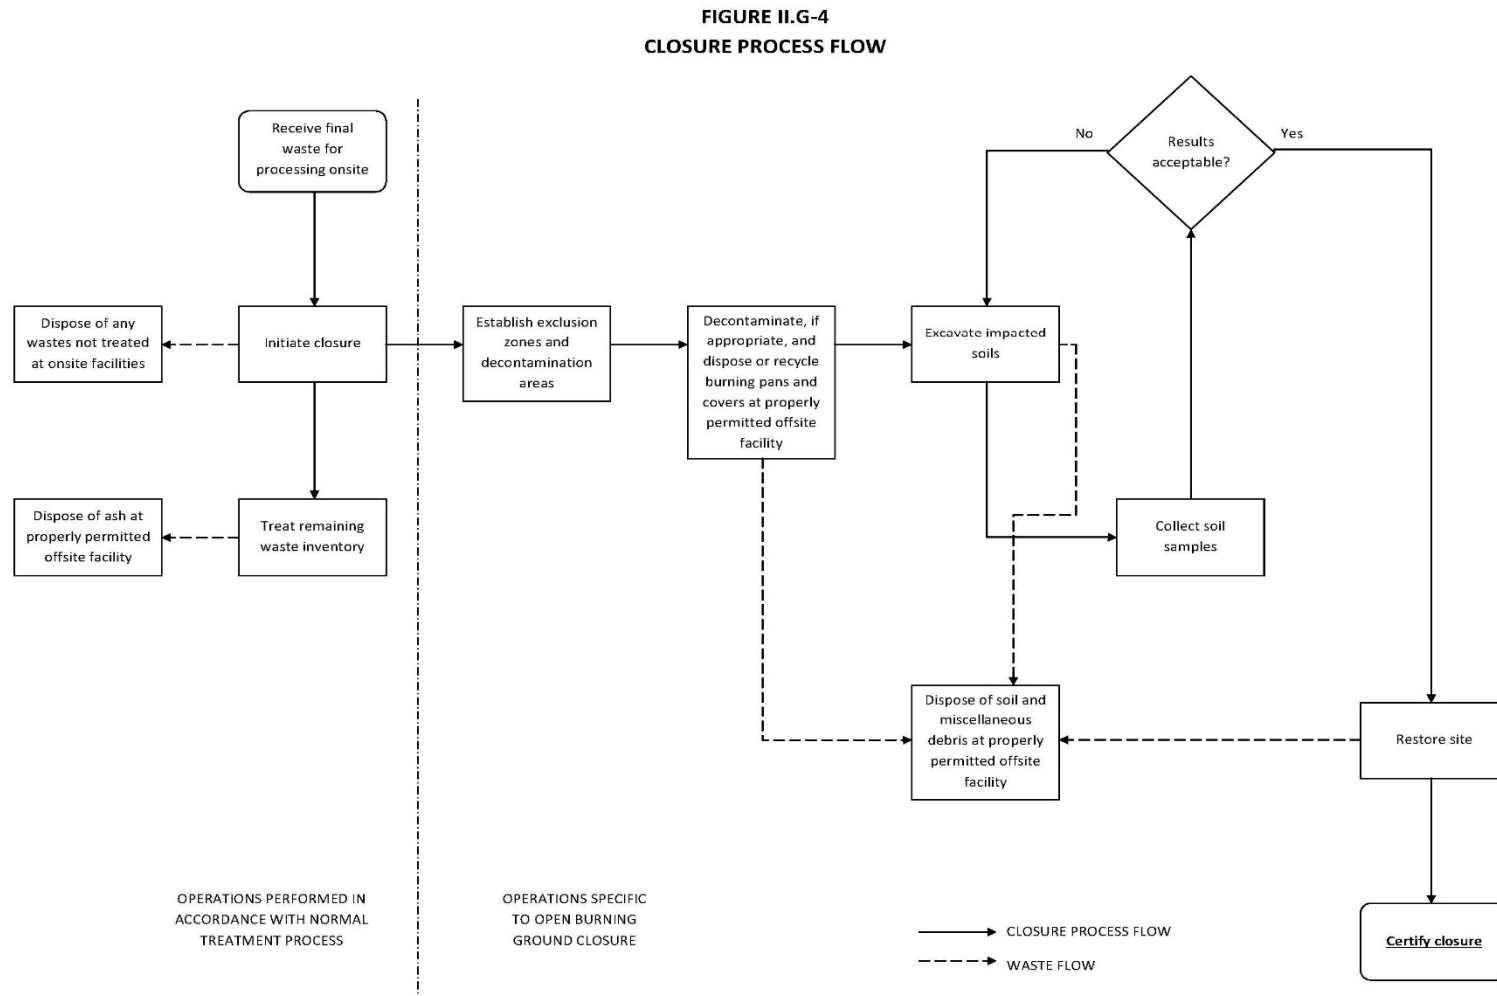 FIGURE II.G-4
CLOSURE PROCESS FLOW
Receive final
waste for
processing onsite
No
Results
acceptable?
Yes
Dispose of any
wastes not treated
at onsite facilities
Initiate closure
Establish exclusion
zones and
decontamination
areas
Decontaminate, if
appropriate, and
dispose or recycle
burning pans and
covers at properly
permitted offsite
facility
Excavate impacted
soils
Dispose of ash at
properly permitted
offsite facility
Treat remaining
waste inventory
Collect soil
samples
Dispose of soil and
miscellaneous
debris at properly
permitted offsite
facility
Restore site
OPERATIONS PERFORMED IN
ACCORDANCE WITH NORMAL
TREATMENT PROCESS
OPERATIONS SPECIFIC
TO OPEN BURNING
GROUND CLOSURE
CLOSURE PROCESS FLOW
WASTE FLOW
Certify closure